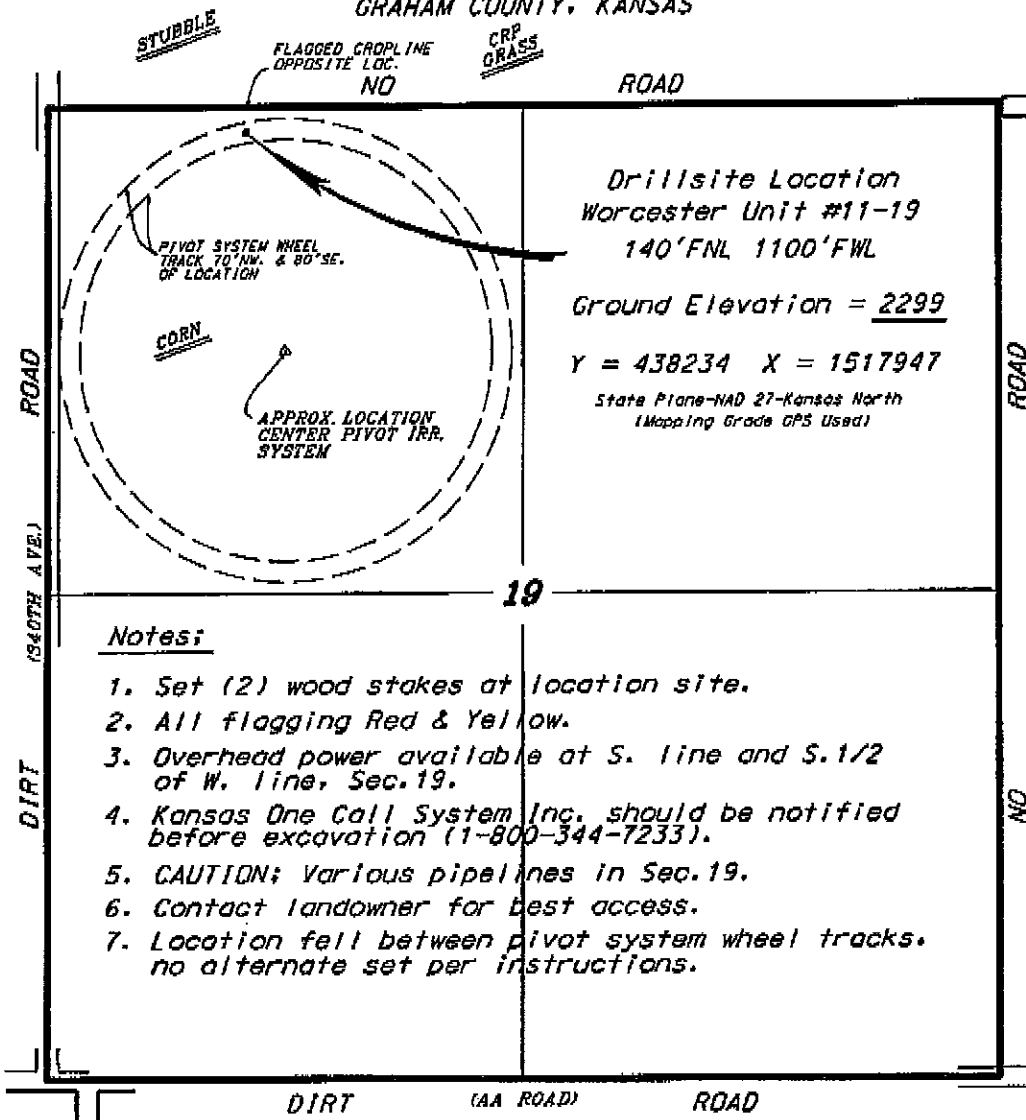 GRAHAM COUNTY, KANSAS
STUBBLE
FLAGGED CROPLINE
OPPOSITE LOC.
CRP
GRASS
NO ROAD
Drillsite Location
Worcester Unit #11-19
140'FNL 1100'FWL
PIVOT SYSTEM WHEEL
TRACK 70'NW. & 80'SE.
OF LOCATION
Ground Elevation = 2299
CORN
Y = 438234 X = 1517947
State Plane-NAD 27-Kansas North
(Mapping Grade GPS Used)
APPROX. LOCATION
CENTER PIVOT IRR.
SYSTEM
DIRT (340TH AVE.) ROAD
NO ROAD
19
Notes:
1. Set (2) wood stakes at location site.
2. All flagging Red & Yellow.
3. Overhead power available at S. line and S.1/2
of W. line, Sec.19.
4. Kansas One Call System Inc. should be notified
before excavation (1-800-344-7233).
5. CAUTION: Various pipelines in Sec.19.
6. Contact landowner for best access.
7. Location fell between pivot system wheel tracks.
no alternate set per instructions.
DIRT (AA ROAD) ROAD